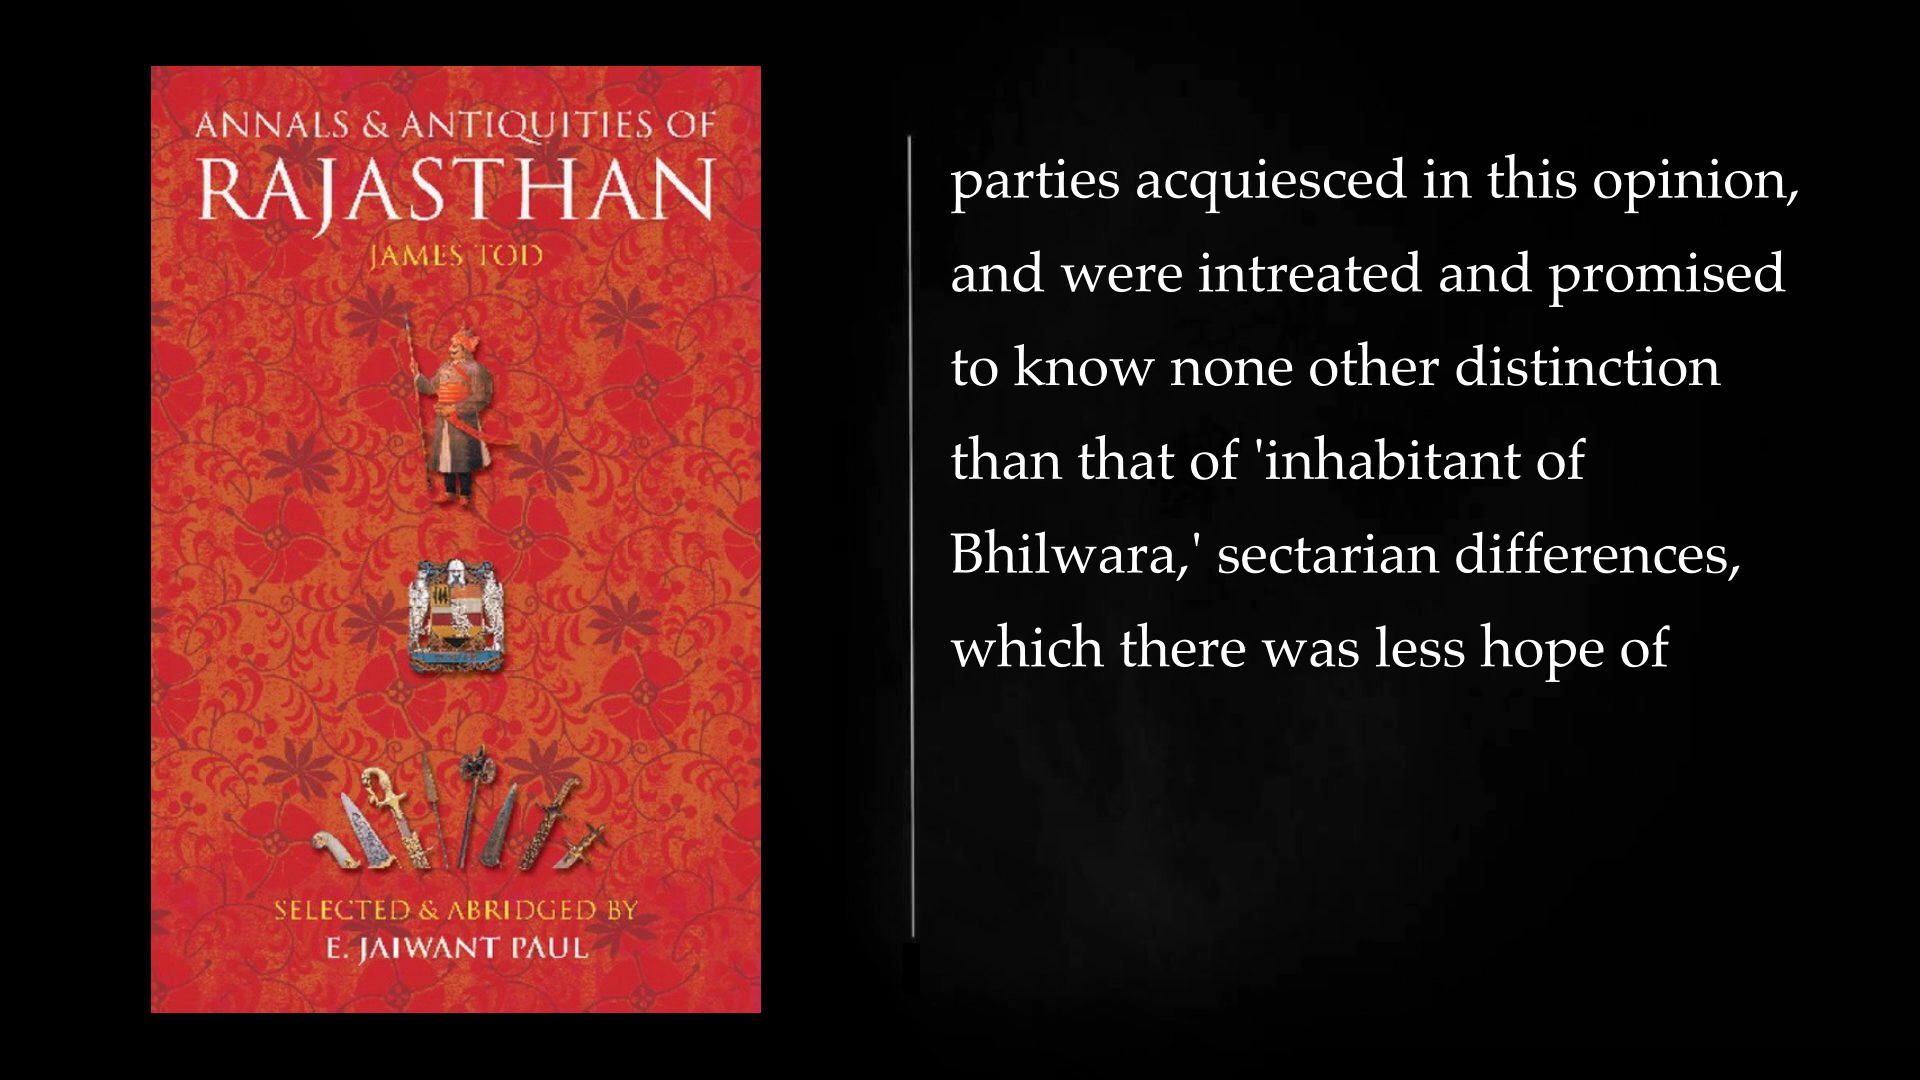 ANNALS & ANTIQUITIES OF
RAJASTHAN
JAMES TOD
SELECTED & ABRIDGED BY
E. JAIWANT PAUL
parties acquiesced in this opinion,
and were intreated and promised
to know none other distinction
than that of 'inhabitant of
Bhilwara,' sectarian differences,
which there was less hope of